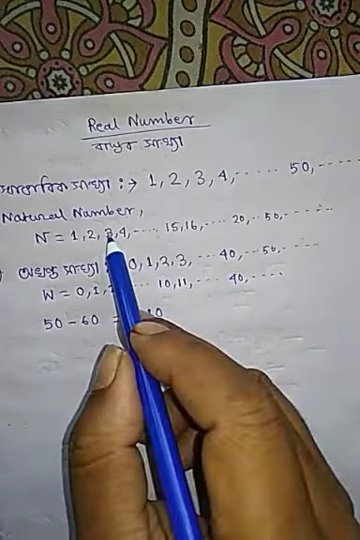 Real Number
বাস্তব সংখ্যা
স্বাভাবিক সংখ্যা :→ 1, 2, 3, 4, ..... 50, ......
Natural Number,
N = 1, 2, 3, 4, .... 15, 16, .... 20, .. 50, ......
অখণ্ড সংখ্যা : 0, 1, 2, 3, ... 40, ... 50, .....
W = 0, 1, .... 10, 11, .... 40, .....
50 - 60 = 10